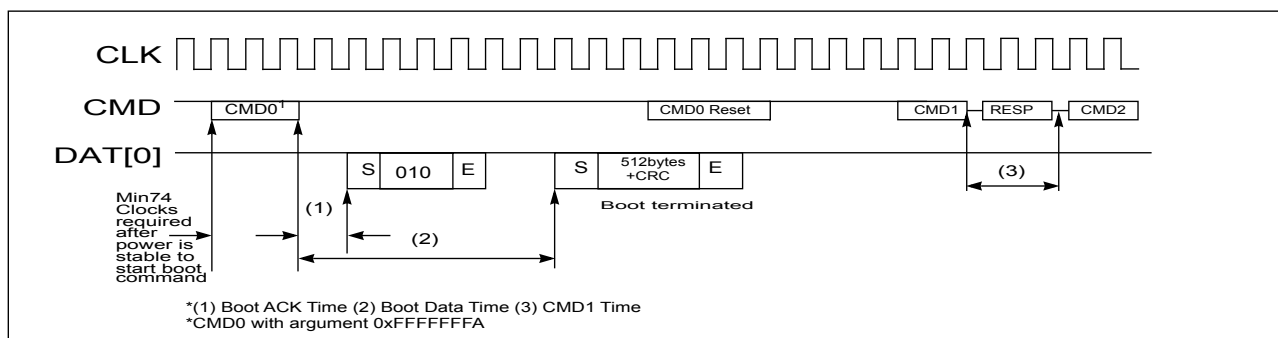 CLK
CMD
CMD0¹
CMD0 Reset
CMD1
RESP
CMD2
DAT[0]
S
010
E
S
512bytes
+CRC
E
(3)
Boot terminated
Min74
Clocks
required
after
power is
stable to
start boot
command
(1)
(2)
*(1) Boot ACK Time (2) Boot Data Time (3) CMD1 Time
*CMD0 with argument 0xFFFFFFFA